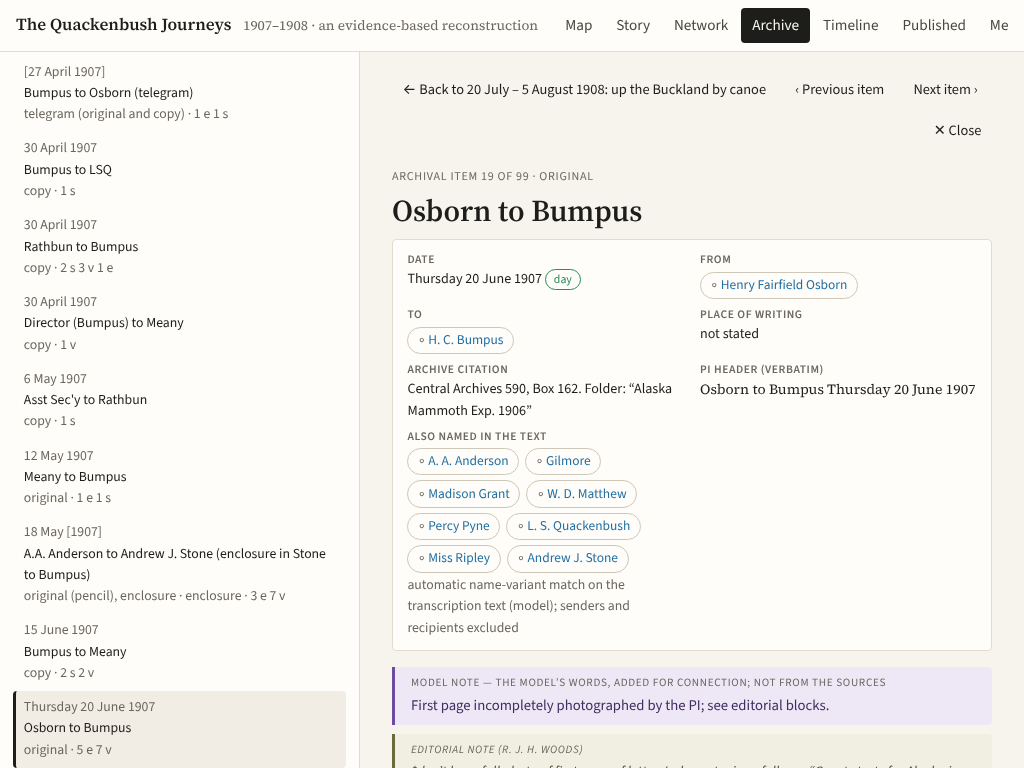 The Quackenbush Journeys 1907–1908 · an evidence-based reconstruction Map Story Network Archive Timeline Published Me
[27 April 1907]
Bumpus to Osborn (telegram)
telegram (original and copy) · 1 e 1 s
30 April 1907
Bumpus to LSQ
copy · 1 s
30 April 1907
Rathbun to Bumpus
copy · 2 s 3 v 1 e
30 April 1907
Director (Bumpus) to Meany
copy · 1 v
6 May 1907
Asst Sec'y to Rathbun
copy · 1 s
12 May 1907
Meany to Bumpus
original · 1 e 1 s
18 May [1907]
A.A. Anderson to Andrew J. Stone (enclosure in Stone
to Bumpus)
original (pencil), enclosure · enclosure · 3 e 7 v
15 June 1907
Bumpus to Meany
copy · 2 s 2 v
Thursday 20 June 1907
Osborn to Bumpus
original · 5 e 7 v
← Back to 20 July – 5 August 1908: up the Buckland by canoe ‹ Previous item Next item ›
✕ Close
ARCHIVAL ITEM 19 OF 99 · ORIGINAL
Osborn to Bumpus
DATE
Thursday 20 June 1907 day
FROM
Henry Fairfield Osborn
TO
H. C. Bumpus
PLACE OF WRITING
not stated
ARCHIVE CITATION
Central Archives 590, Box 162. Folder: “Alaska
Mammoth Exp. 1906”
PI HEADER (VERBATIM)
Osborn to Bumpus Thursday 20 June 1907
ALSO NAMED IN THE TEXT
A. A. Anderson Gilmore
Madison Grant W. D. Matthew
Percy Pyne L. S. Quackenbush
Miss Ripley Andrew J. Stone
automatic name-variant match on the
transcription text (model); senders and
recipients excluded
MODEL NOTE — THE MODEL'S WORDS, ADDED FOR CONNECTION; NOT FROM THE SOURCES
First page incompletely photographed by the PI; see editorial blocks.
EDITORIAL NOTE (R. J. H. WOODS)